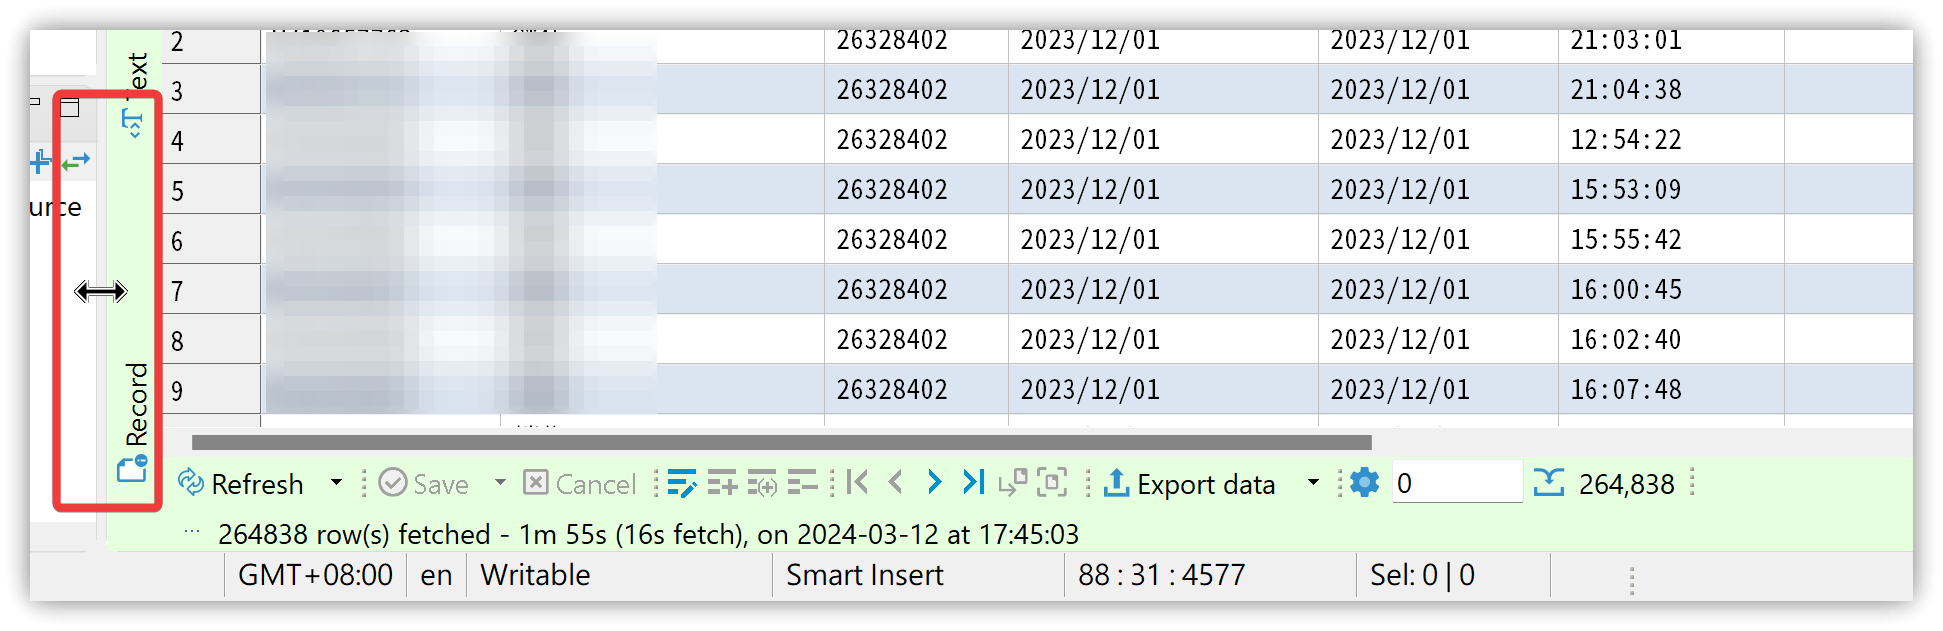 Text
2 26328402 2023/12/01 2023/12/01 21:03:01
3 26328402 2023/12/01 2023/12/01 21:04:38
4 26328402 2023/12/01 2023/12/01 12:54:22
5 26328402 2023/12/01 2023/12/01 15:53:09
urce
6 26328402 2023/12/01 2023/12/01 15:55:42
7 26328402 2023/12/01 2023/12/01 16:00:45
8 26328402 2023/12/01 2023/12/01 16:02:40
Record
9 26328402 2023/12/01 2023/12/01 16:07:48
Refresh Save Cancel Export data 0 264,838
... 264838 row(s) fetched - 1m 55s (16s fetch), on 2024-03-12 at 17:45:03
GMT+08:00 en Writable Smart Insert 88 : 31 : 4577 Sel: 0 | 0